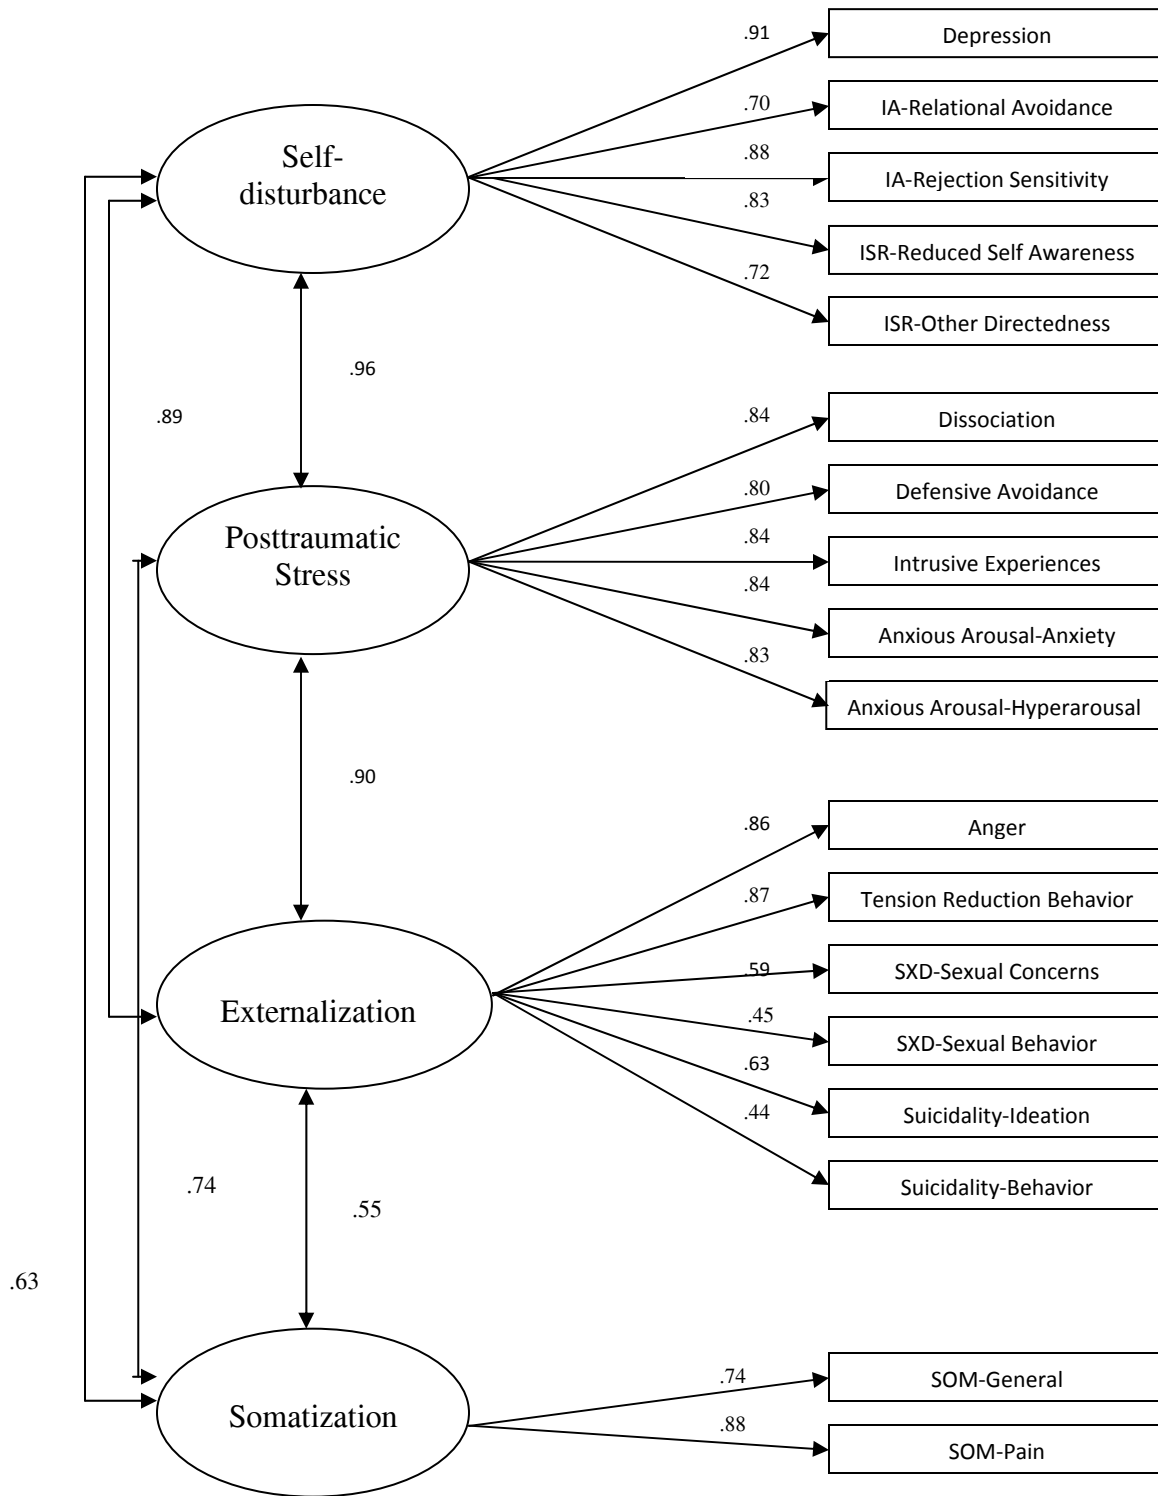 .91
Depression
.70
IA-Relational Avoidance
Self-
disturbance
.88
IA-Rejection Sensitivity
.83
ISR-Reduced Self Awareness
.72
ISR-Other Directedness
.96
.89
.84
Dissociation
.80
Defensive Avoidance
Posttraumatic
Stress
.84
Intrusive Experiences
.84
Anxious Arousal-Anxiety
.83
Anxious Arousal-Hyperarousal
.90
.86
Anger
.87
Tension Reduction Behavior
.59
SXD-Sexual Concerns
Externalization
.45
SXD-Sexual Behavior
.63
Suicidality-Ideation
.44
Suicidality-Behavior
.74
.55
.63
.74
SOM-General
Somatization
.88
SOM-Pain